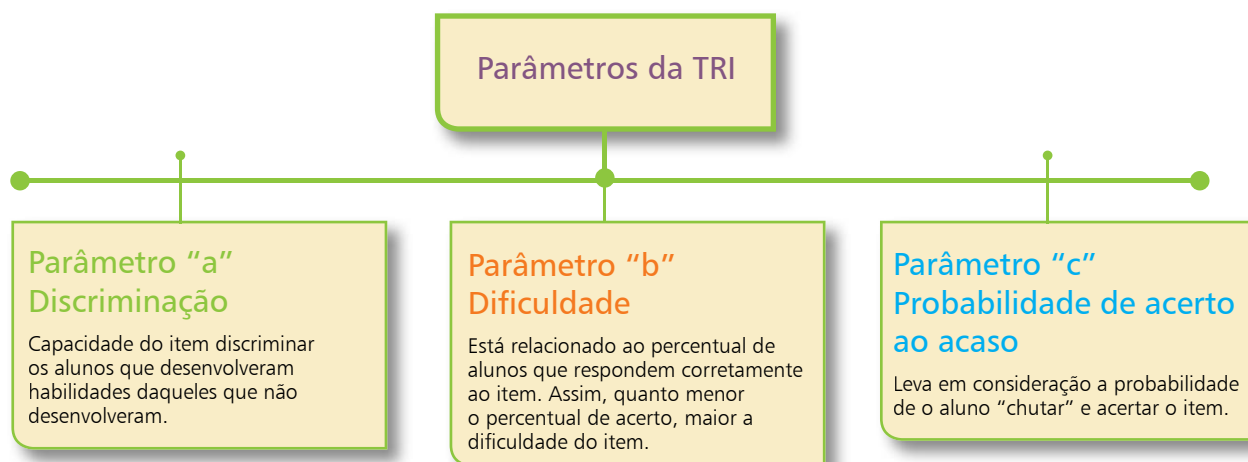 Parâmetros da TRI
Parâmetro “a”
Discriminação
Capacidade do item discriminar
os alunos que desenvolveram
habilidades daqueles que não
desenvolveram.
Parâmetro “b”
Dificuldade
Está relacionado ao percentual de
alunos que respondem corretamente
ao item. Assim, quanto menor
o percentual de acerto, maior a
dificuldade do item.
Parâmetro “c”
Probabilidade de acerto
ao acaso
Leva em consideração a probabilidade
de o aluno “chutar” e acertar o item.